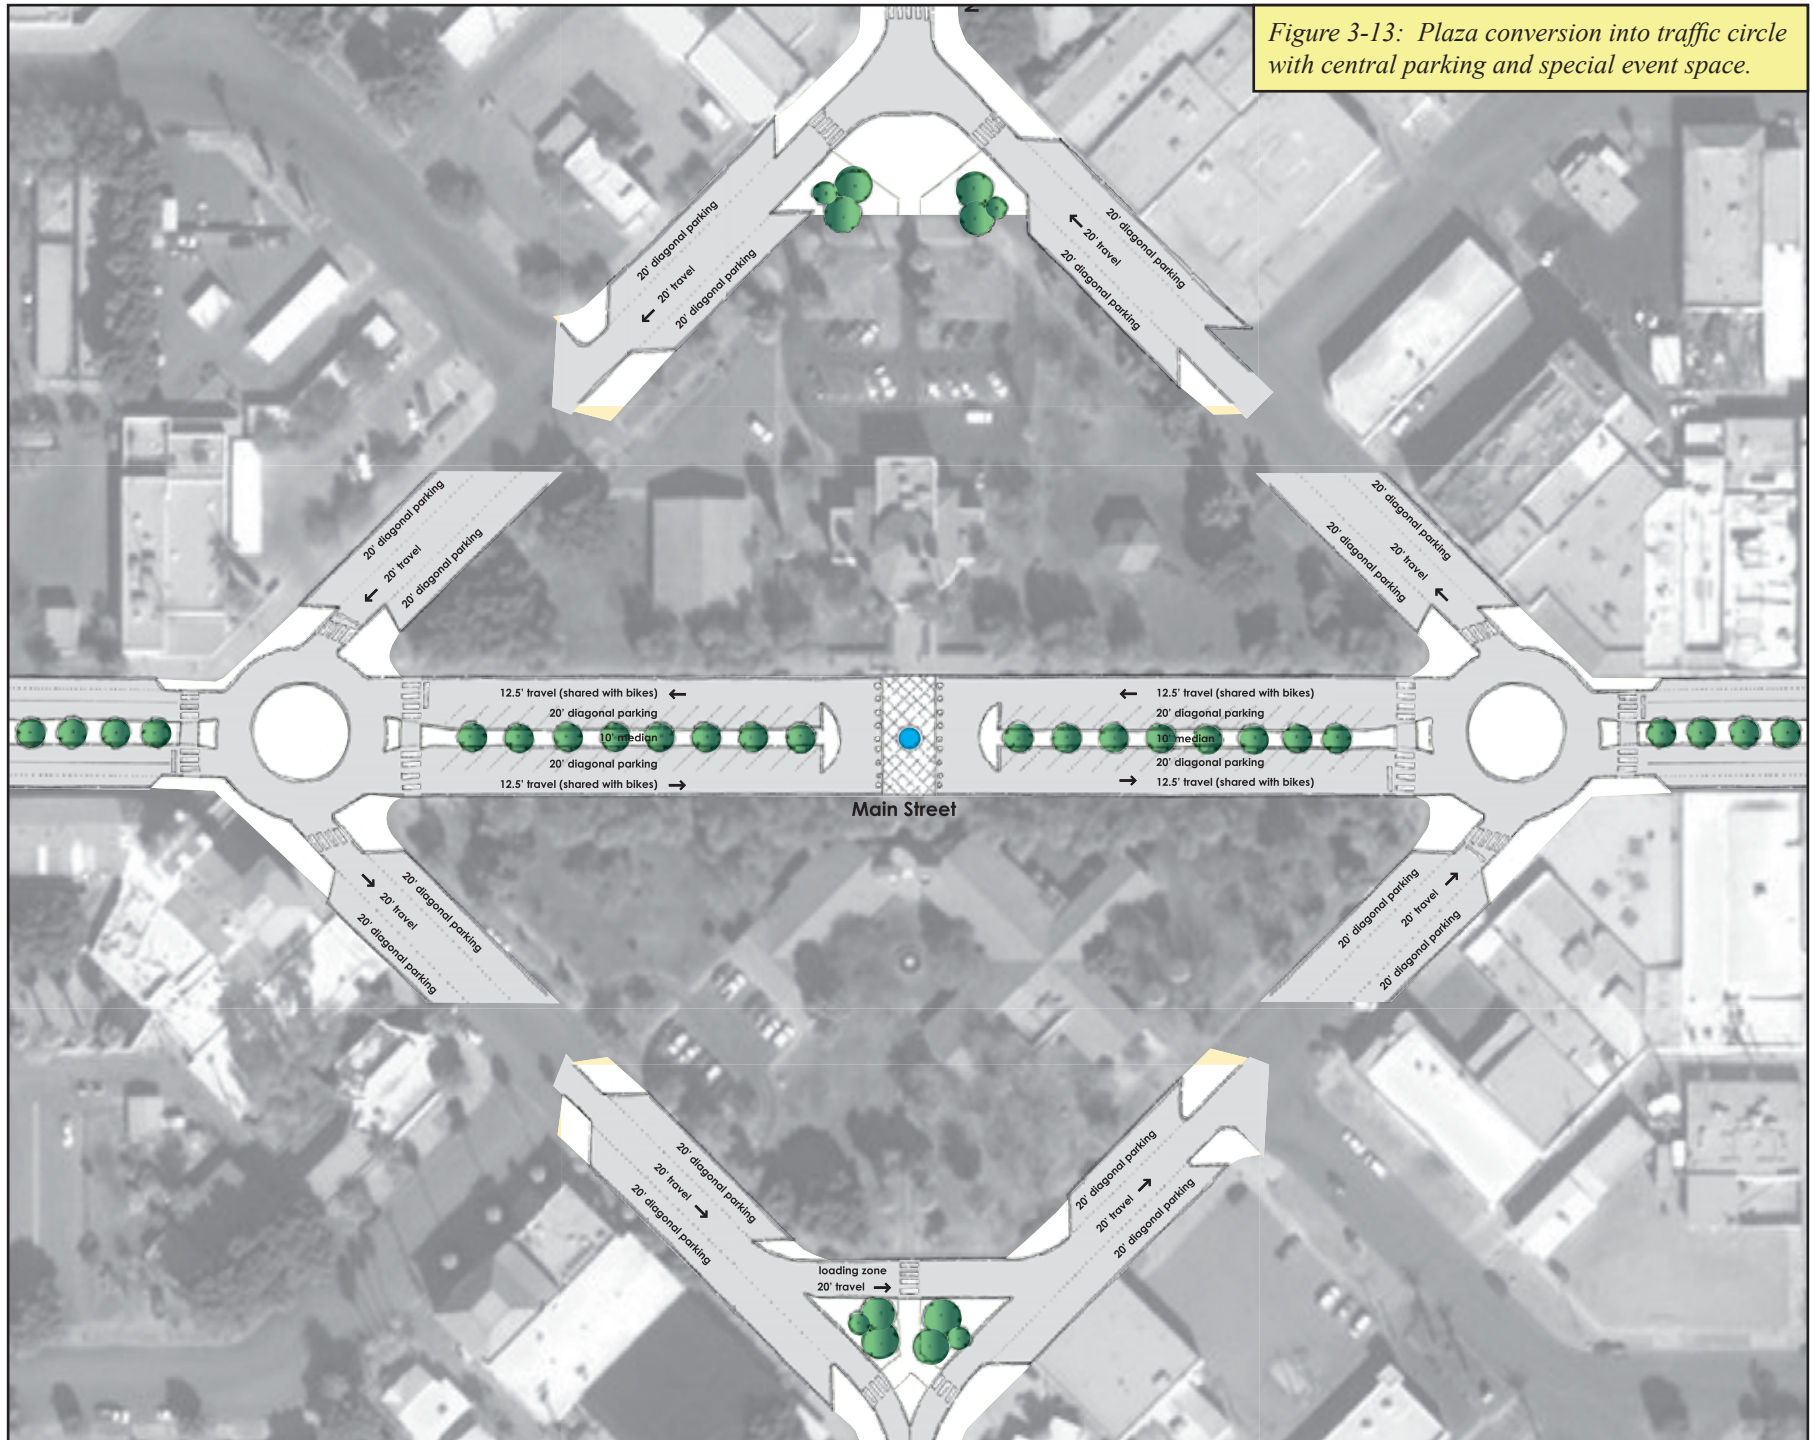 Figure 3-13: Plaza conversion into traffic circle
with central parking and special event space.
20' diagonal parking
20' travel
20' diagonal parking
20' diagonal parking
20' travel
20' diagonal parking
20' diagonal parking
20' travel
20' diagonal parking
20' diagonal parking
20' travel
20' diagonal parking
12.5' travel (shared with bikes)
20' diagonal parking
10' median
20' diagonal parking
12.5' travel (shared with bikes)
12.5' travel (shared with bikes)
20' diagonal parking
10' median
20' diagonal parking
12.5' travel (shared with bikes)
Main Street
20' diagonal parking
20' travel
20' diagonal parking
20' diagonal parking
20' travel
20' diagonal parking
20' diagonal parking
20' travel
20' diagonal parking
20' diagonal parking
20' travel
20' diagonal parking
loading zone
20' travel